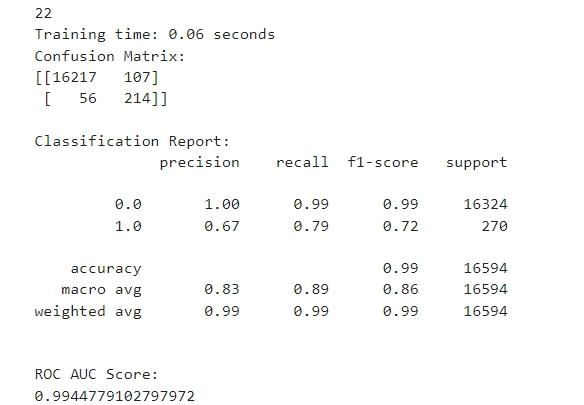 22
Training time: 0.06 seconds
Confusion Matrix:
[[16217   107]
 [   56   214]]
Classification Report:
              precision    recall  f1-score   support
         0.0       1.00      0.99      0.99     16324
         1.0       0.67      0.79      0.72       270
    accuracy                           0.99     16594
   macro avg       0.83      0.89      0.86     16594
weighted avg       0.99      0.99      0.99     16594
ROC AUC Score:
0.9944779102797972